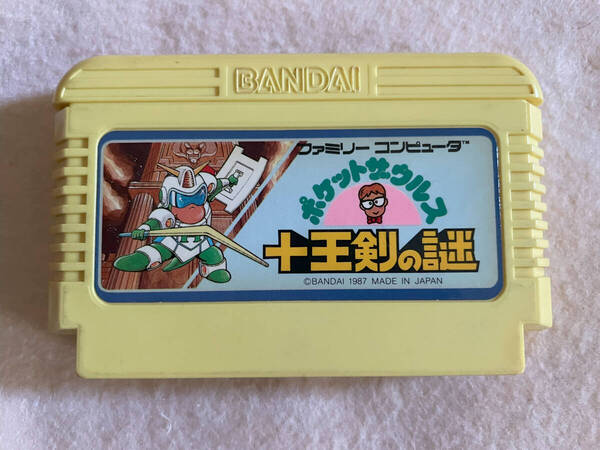 BANDAI
ファミリー コンピュータ™
ポケットザウルス
十王剣の謎
©BANDAI 1987 MADE IN JAPAN